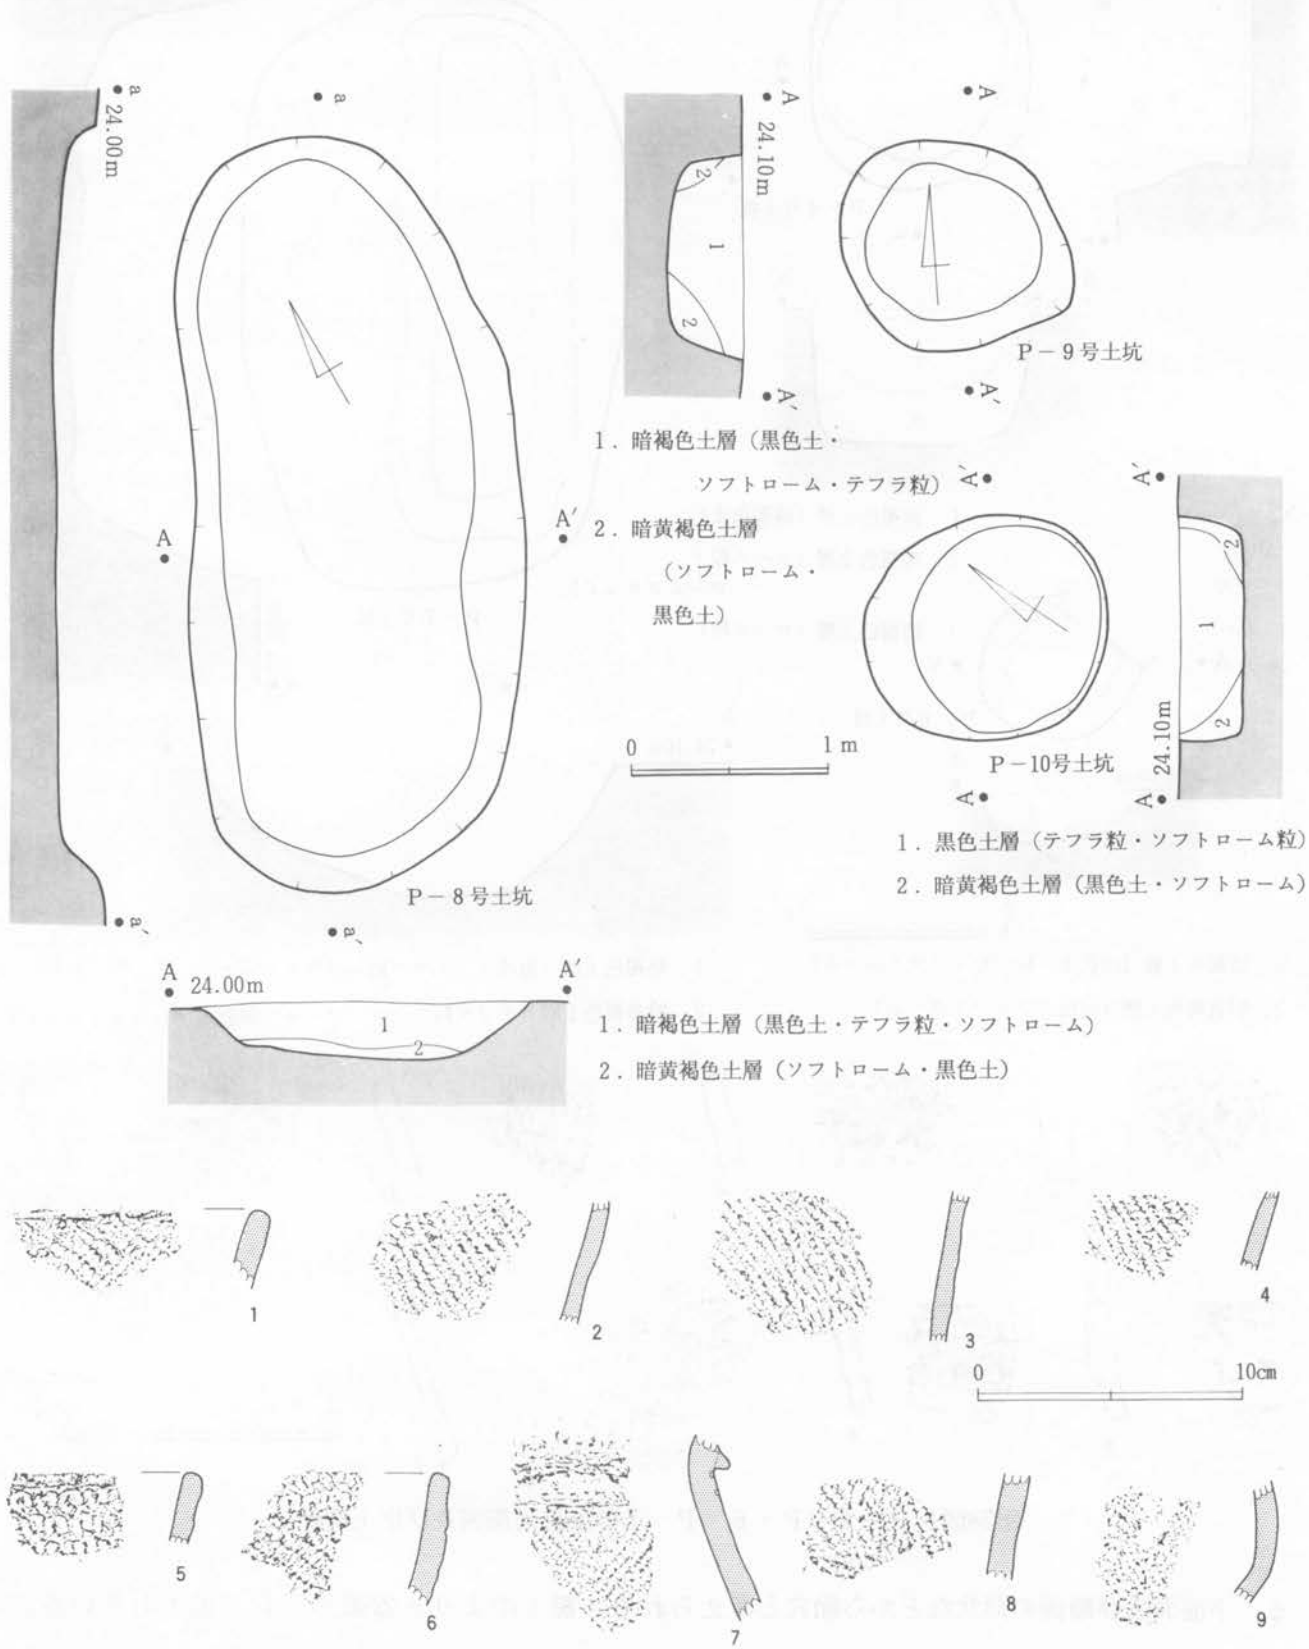 a
24.00m
a
A
A′
P－8号土坑
a′
a′
A
24.00m
A′
1
2
1．暗褐色土層（黒色土・テフラ粒・ソフトローム）
2．暗黄褐色土層（ソフトローム・黒色土）
A
24.10m
A
2
1
2
P－9号土坑
A′
A′
1．暗褐色土層（黒色土・
ソフトローム・テフラ粒）
2．暗黄褐色土層
（ソフトローム・
黒色土）
A′
A′
2
1
2
24.10m
P－10号土坑
A
A
0
1m
1．黒色土層（テフラ粒・ソフトローム粒）
2．暗黄褐色土層（黒色土・ソフトローム）
1
2
3
4
0
10cm
5
6
7
8
9